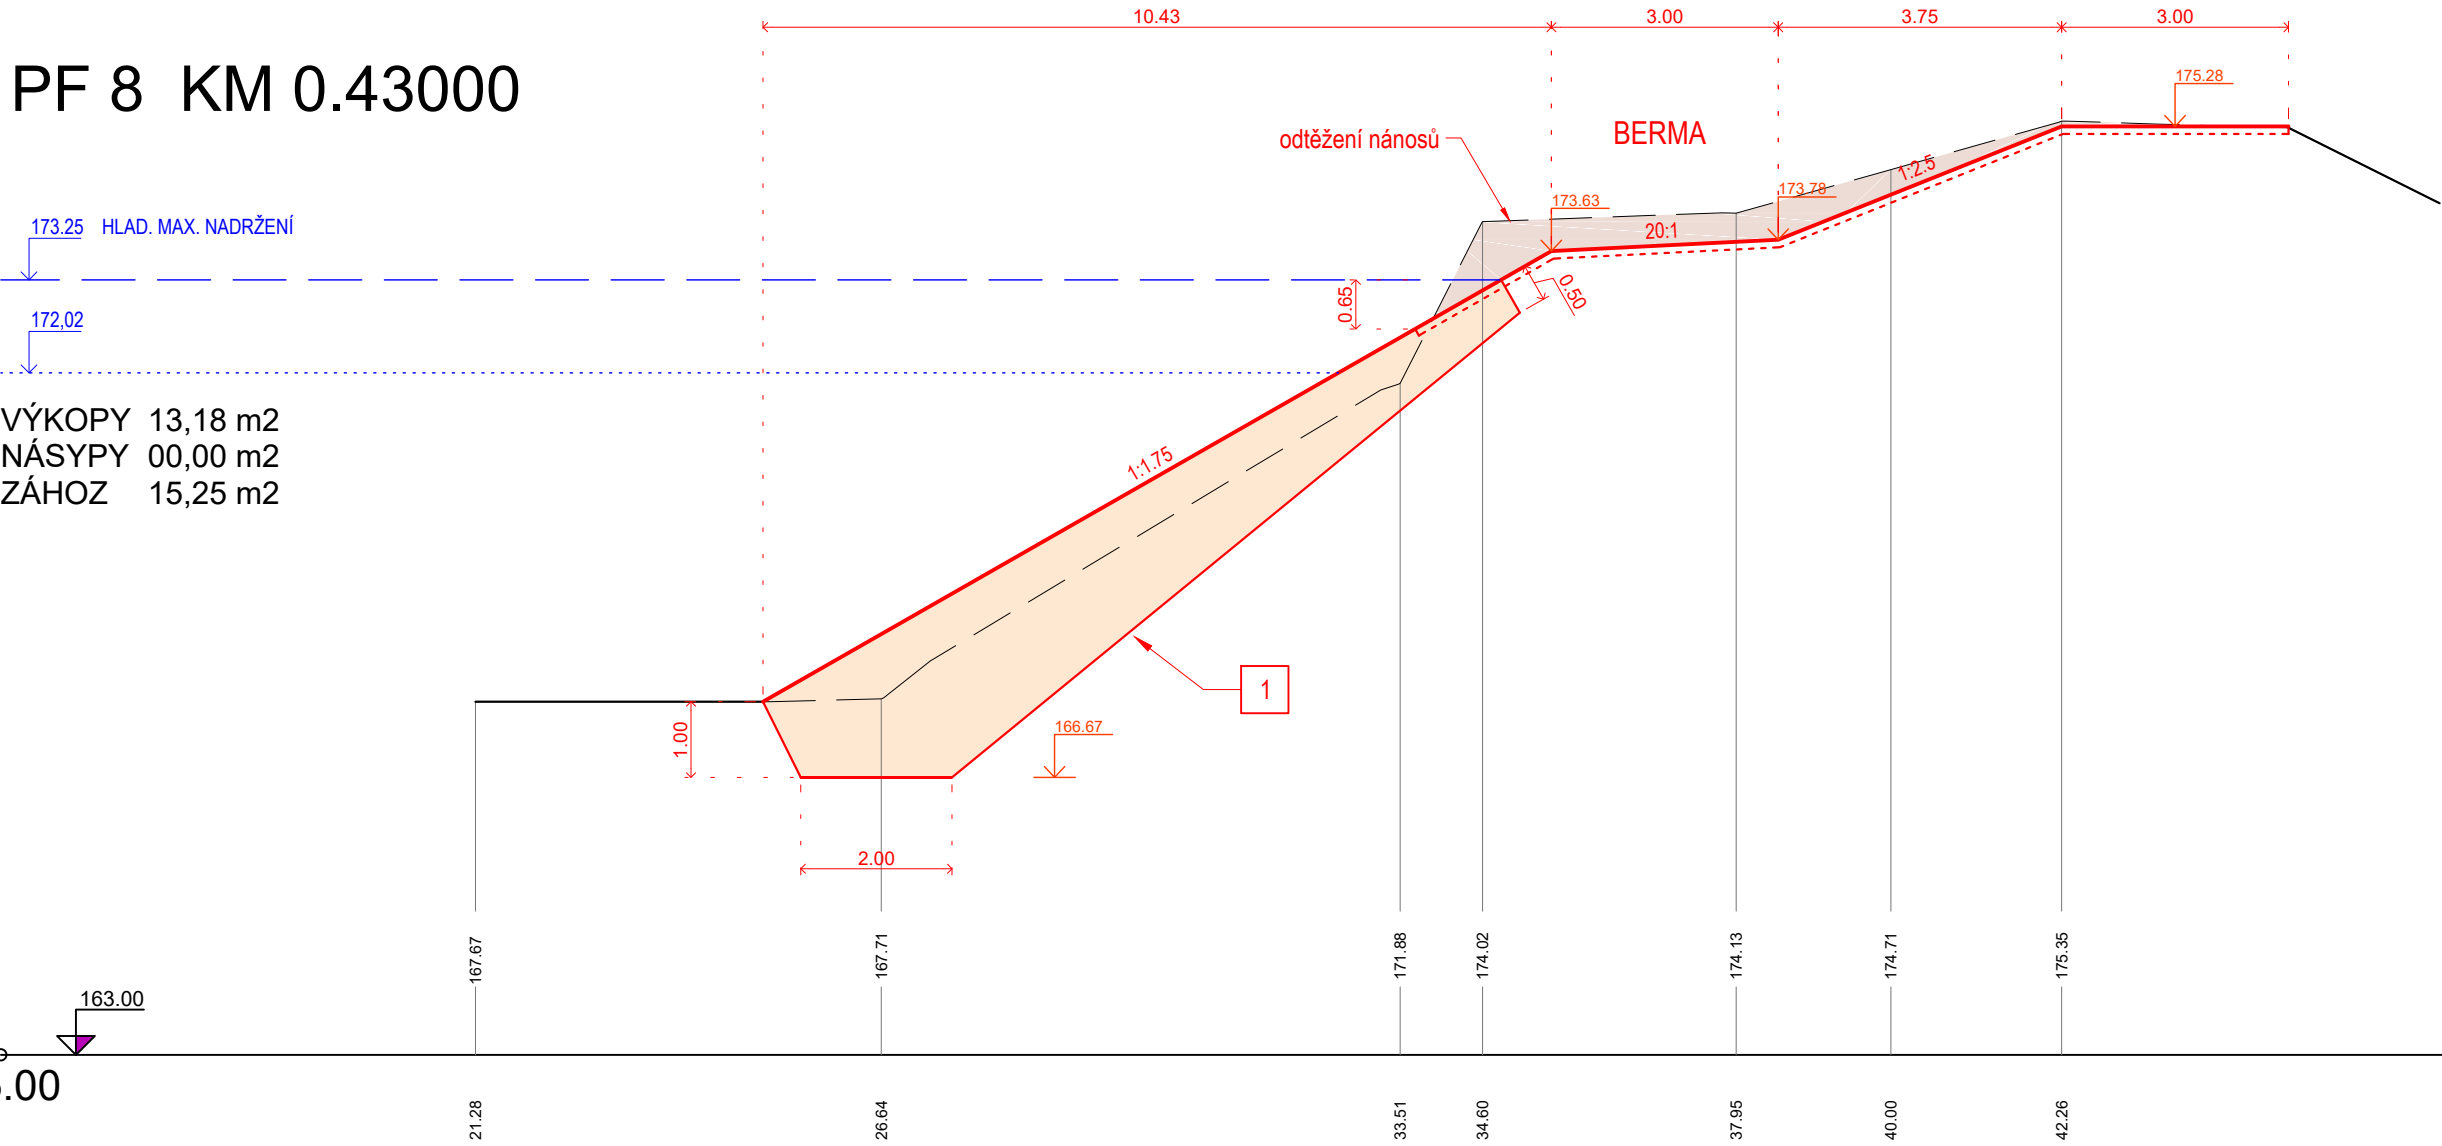 10.43 3.00 3.75 3.00
PF 8 KM 0.43000
175.28
odtěžení nánosů
BERMA
1:2.5
173.63
173.78
20:1
173.25 HLAD. MAX. NADRŽENÍ
0.65
0.50
172,02
VÝKOPY 13,18 m2
NÁSYPY 00,00 m2
ZÁHOZ 15,25 m2
1:1.75
1
1.00
166.67
2.00
167.67 167.71 171.88 174.02 174.13 174.71 175.35
163.00
.00
21.28 26.64 33.51 34.60 37.95 40.00 42.26